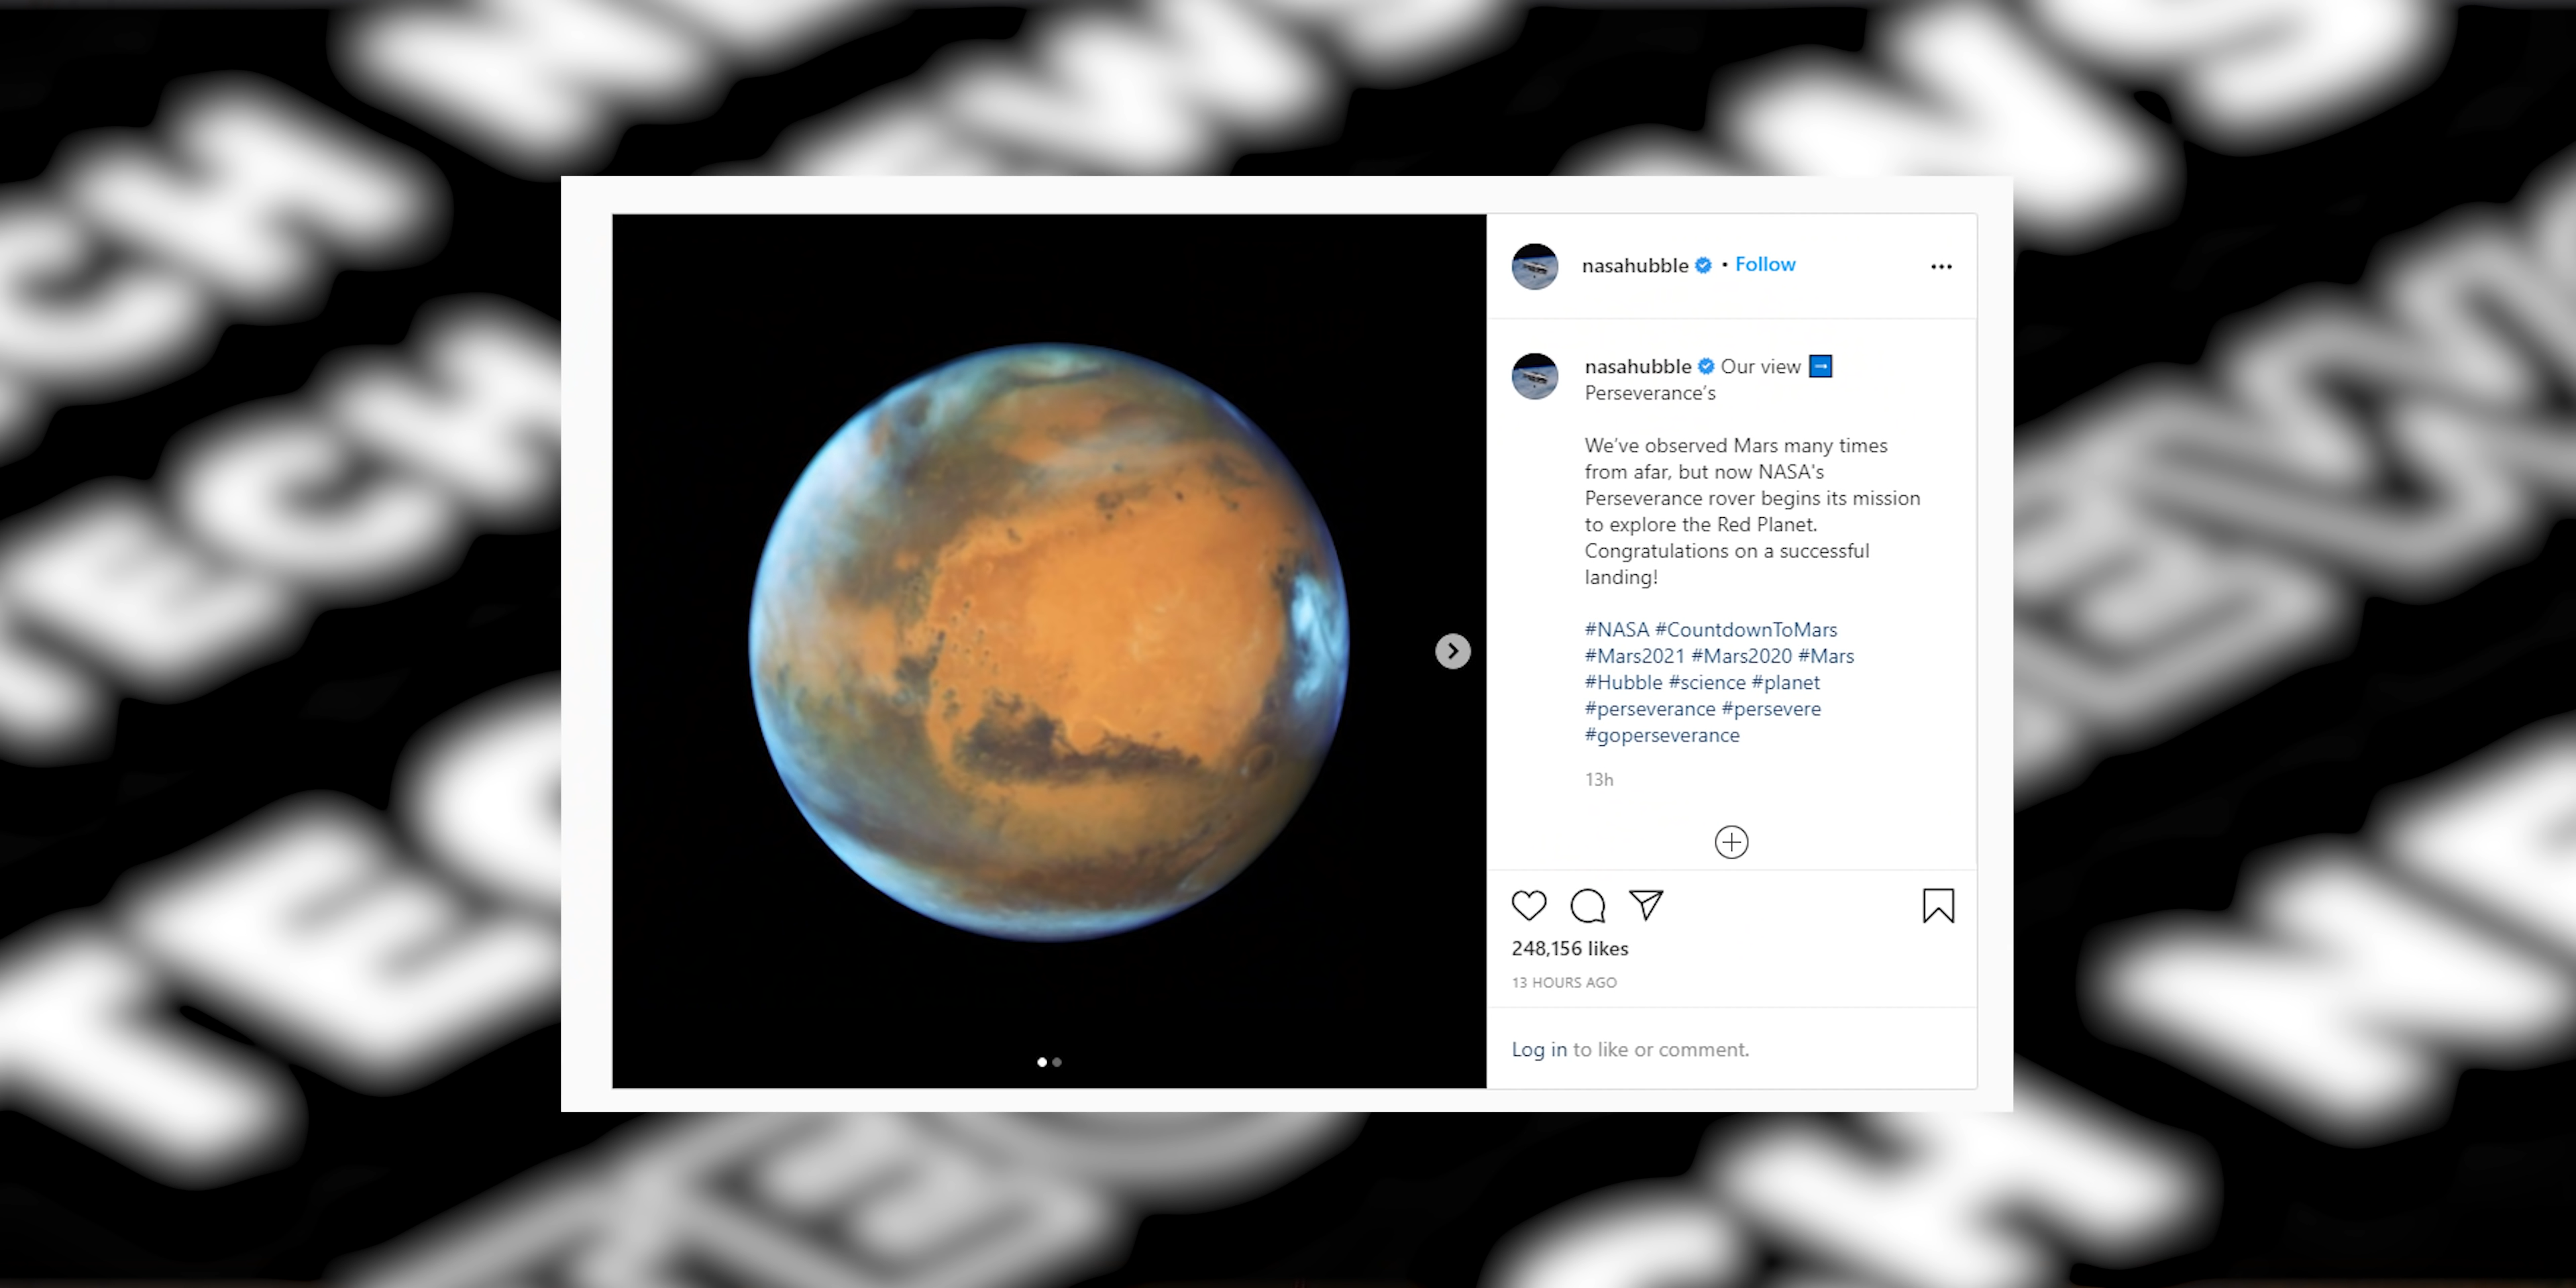 nasahubble • Follow
nasahubble Our view ➡
Perseverance’s
We’ve observed Mars many times
from afar, but now NASA's
Perseverance rover begins its mission
to explore the Red Planet.
Congratulations on a successful
landing!
#NASA #CountdownToMars
#Mars2021 #Mars2020 #Mars
#Hubble #science #planet
#perseverance #persevere
#goperseverance
13h
248,156 likes
13 HOURS AGO
Log in to like or comment.